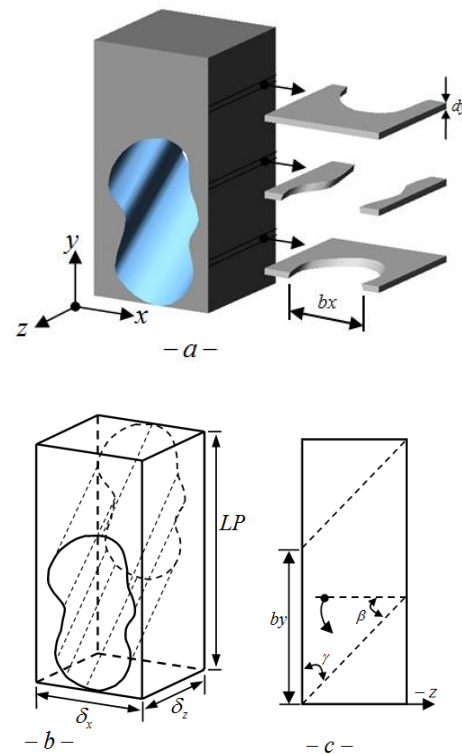 dy
y
z
x
bx
– a –
LP
δx
δz
– b –
by
β
γ
– z
– c –